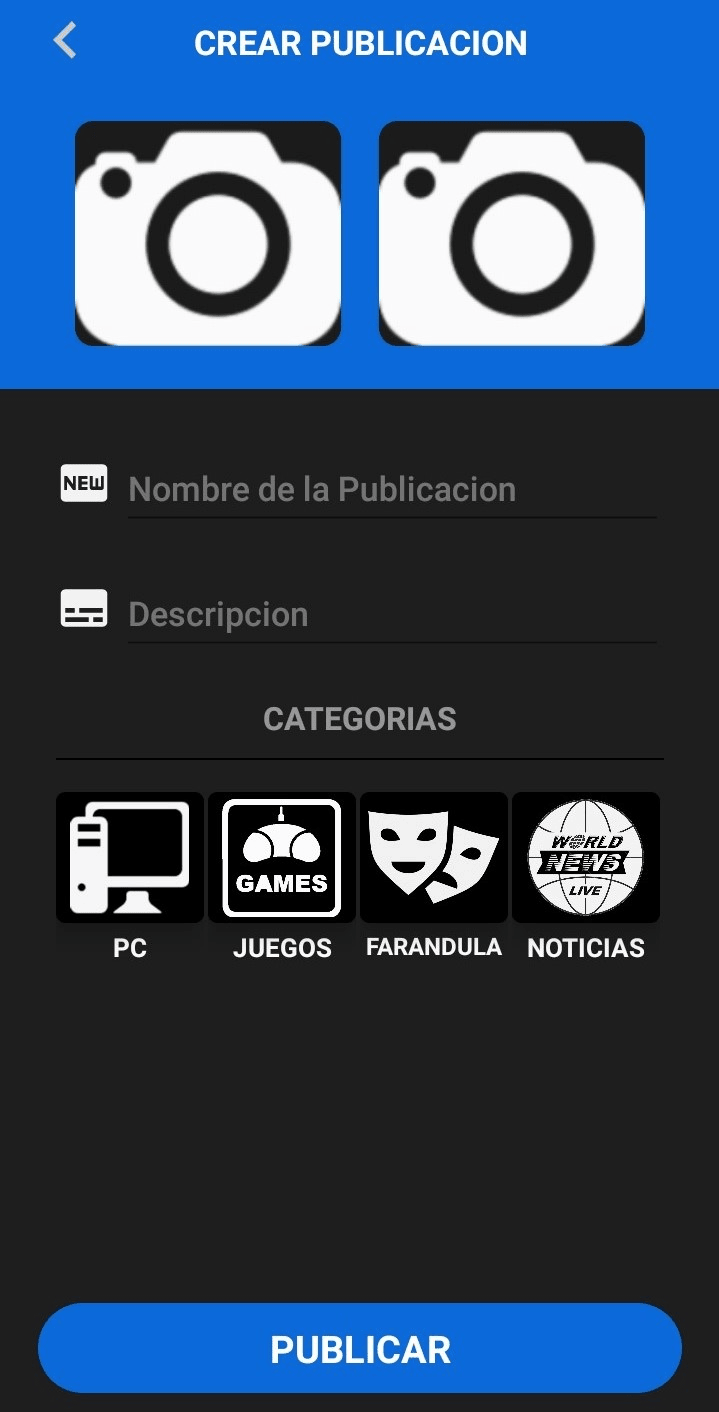 CREAR PUBLICACION
NEW
Nombre de la Publicacion
Descripcion
CATEGORIAS
GAMES
WORLD
NEWS
LIVE
PC
JUEGOS
FARANDULA
NOTICIAS
PUBLICAR